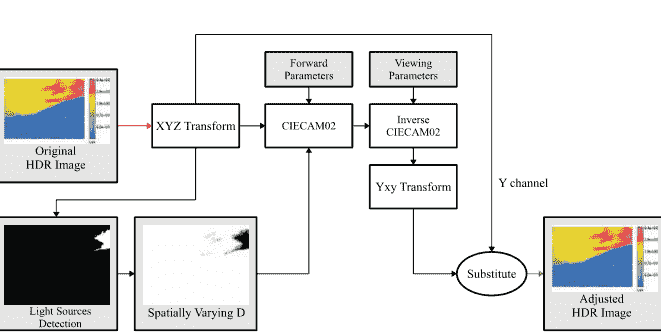 Forward
Parameters
Viewing
Parameters
XYZ Transform
CIECAM02
Inverse
CIECAM02
Original
HDR Image
Yxy Transform
Y channel
Substitute
Light Sources
Detection
Spatially Varying D
Adjusted
HDR Image